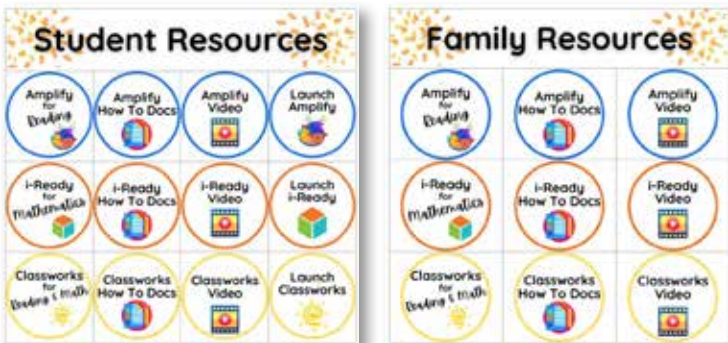 Student Resources
Amplify
for
Reading
Amplify
How To Docs
Amplify
Video
Launch
Amplify
i-Ready
for
Mathematics
i-Ready
How To Docs
i-Ready
Video
Launch
i-Ready
Classworks
for
Reading & Math
Classworks
How To Docs
Classworks
Video
Launch
Classworks
Family Resources
Amplify
for
Reading
Amplify
How To Docs
Amplify
Video
i-Ready
for
Mathematics
i-Ready
How To Docs
i-Ready
Video
Classworks
for
Reading & Math
Classworks
How To Docs
Classworks
Video